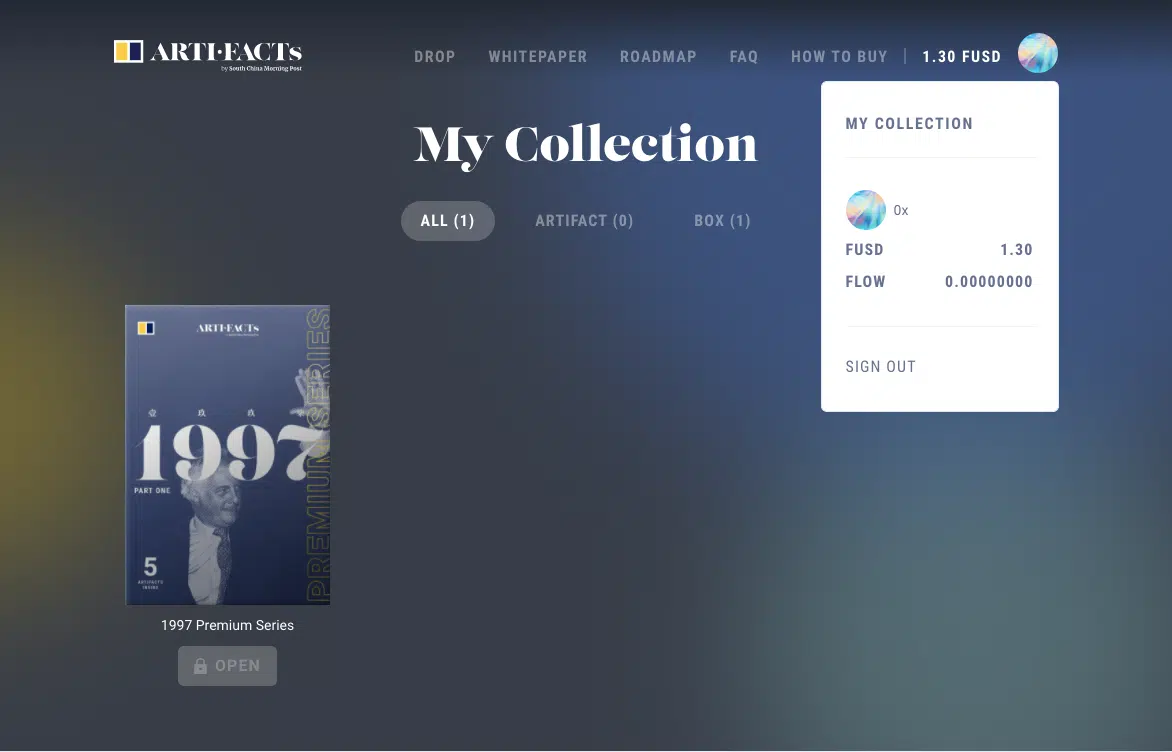 ARTI·FACTs
by South China Morning Post
DROP WHITEPAPER ROADMAP FAQ HOW TO BUY | 1.30 FUSD
My Collection
ALL (1) ARTIFACT (0) BOX (1)
MY COLLECTION
0x
FUSD 1.30
FLOW 0.00000000
SIGN OUT
ARTI·FACTs
壹 玖 玖
1997
PART ONE
PREMIUM SERIES
5
ARTIFACTS
INSIDE
1997 Premium Series
OPEN